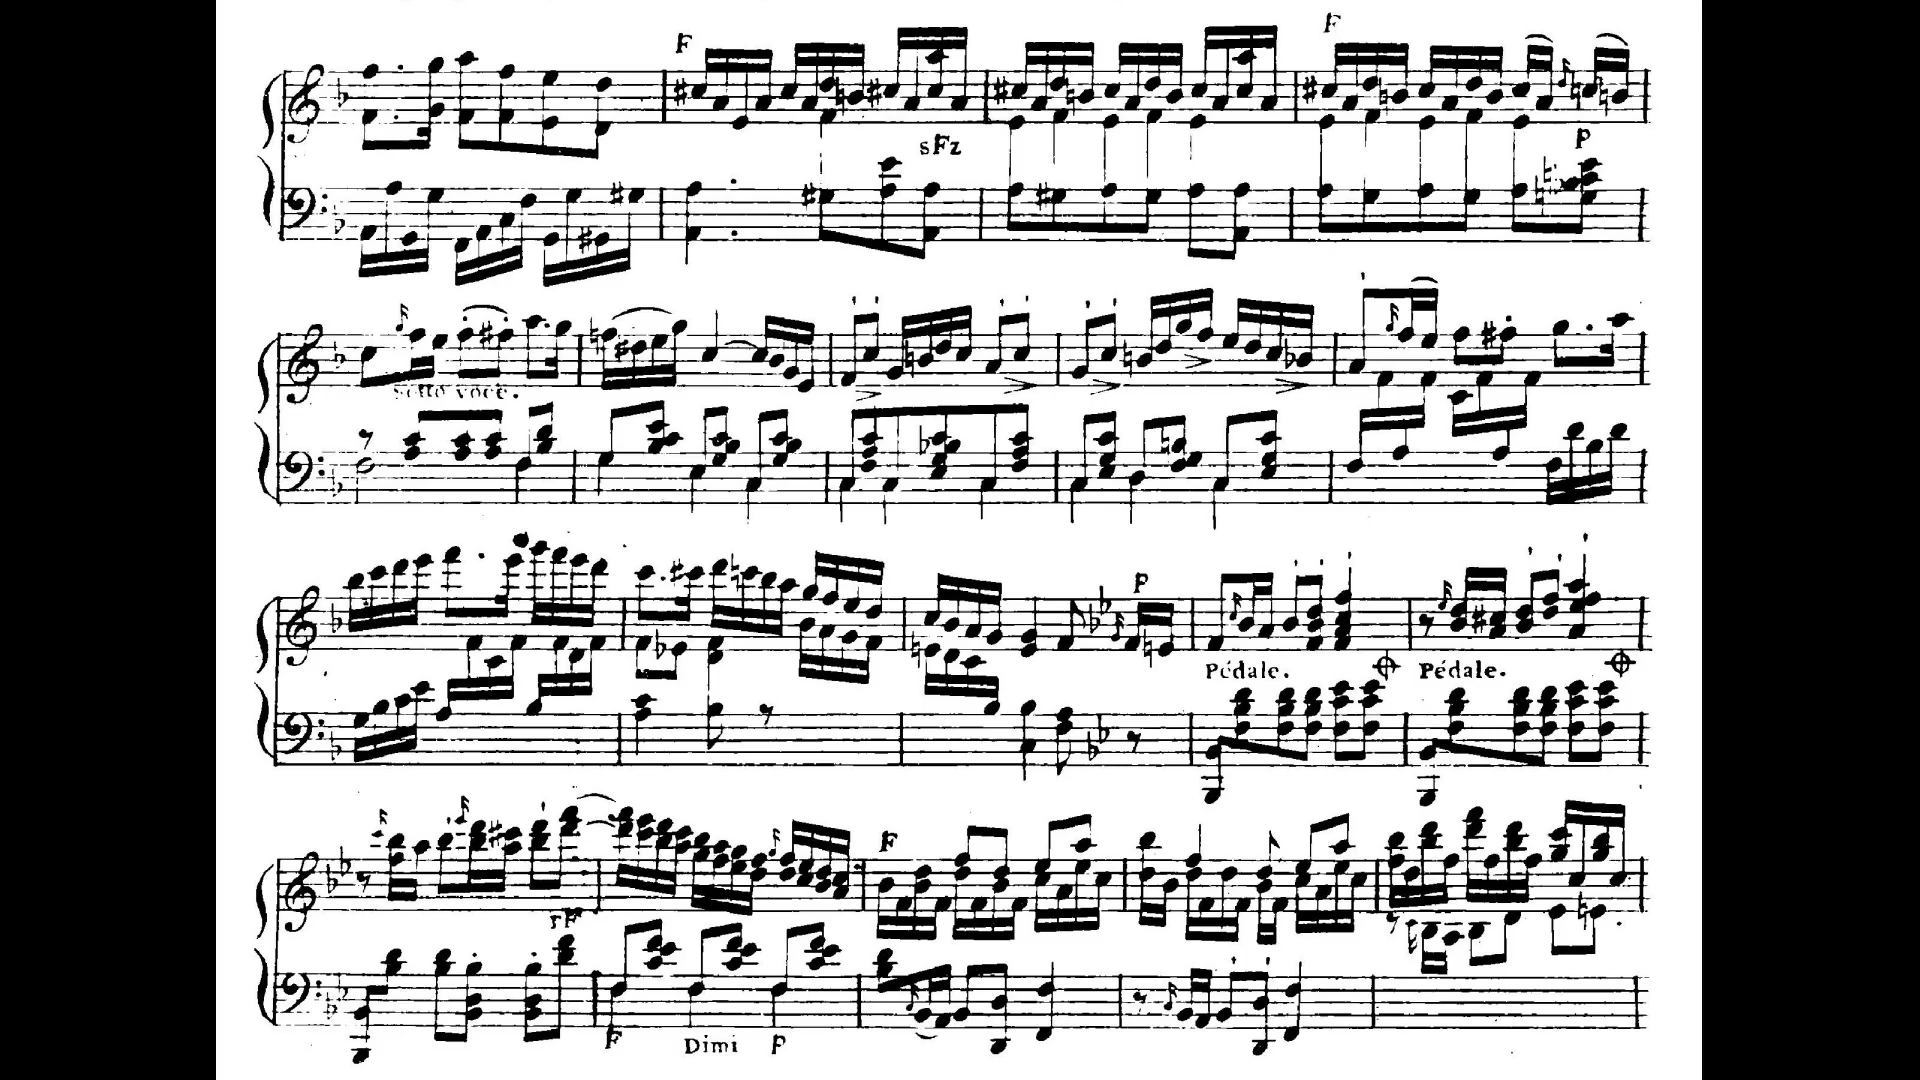 F F
sFz P
sotto voce.
P
Pédale. Pédale.
F
rF
F Dimi P